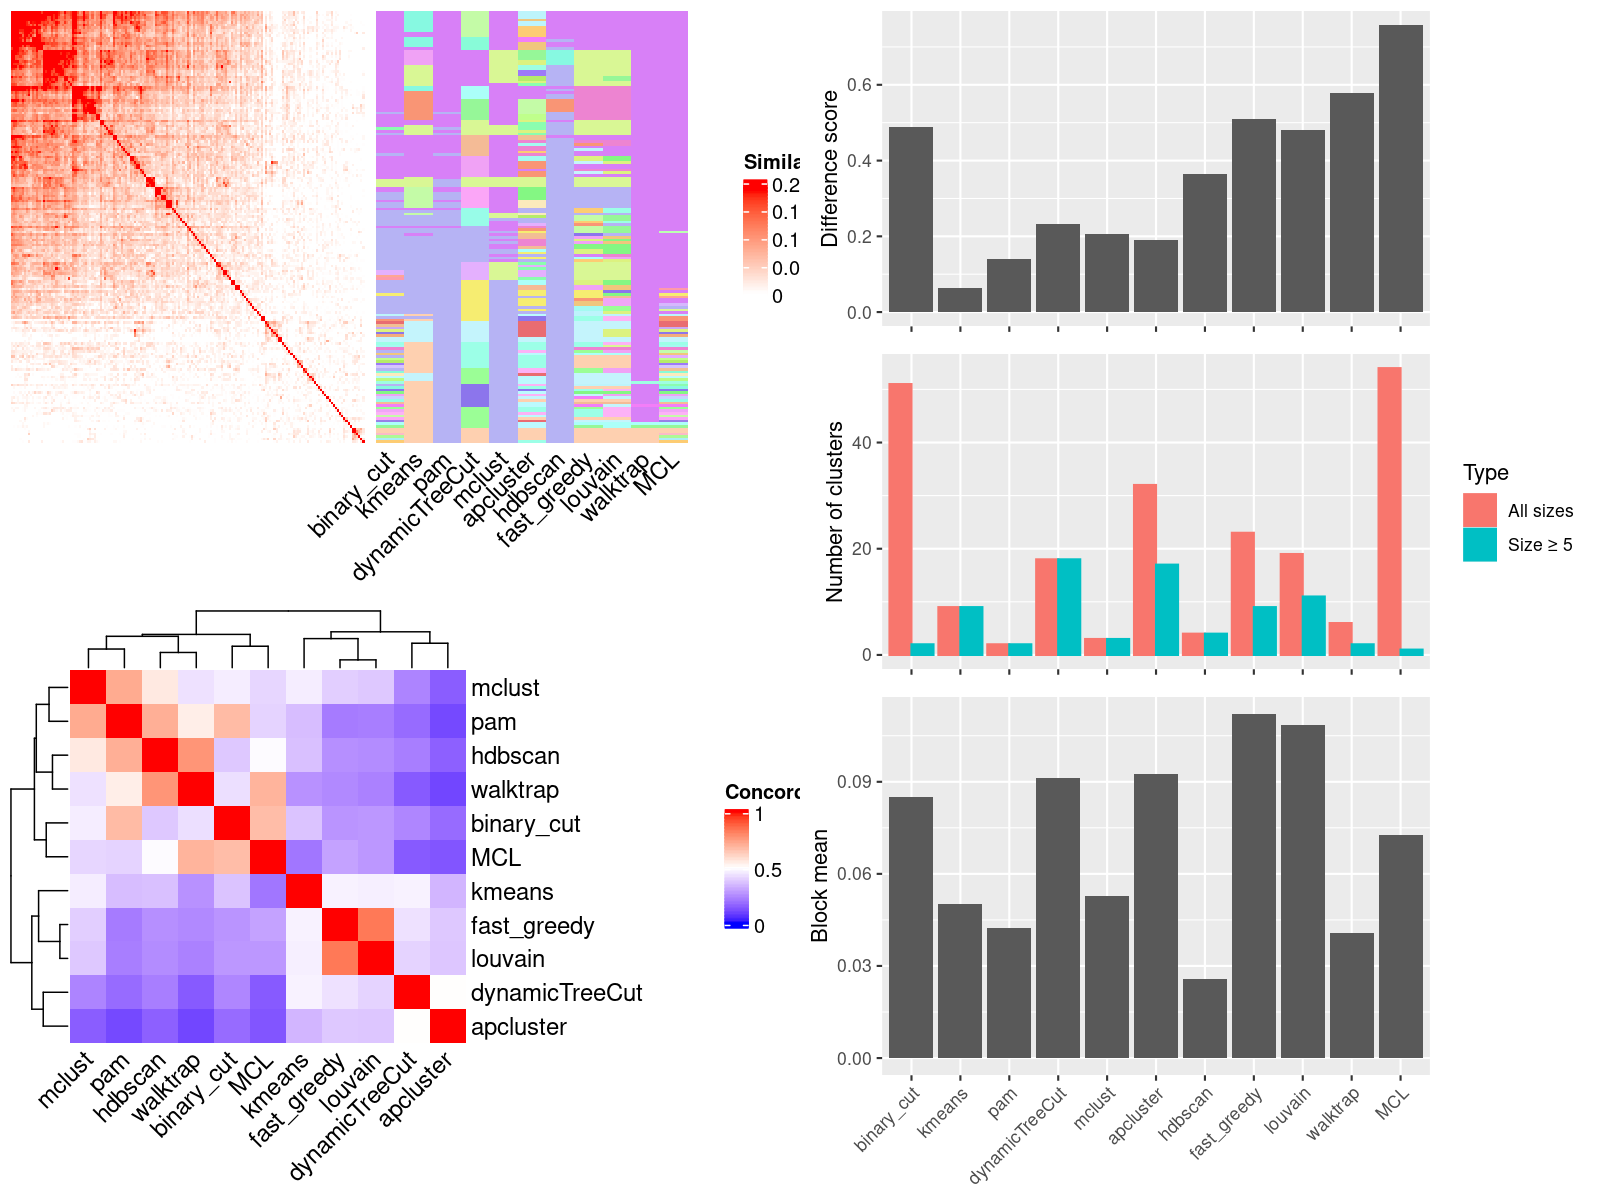 Simila
0.2
0.1
0.1
0.0
0
binary_cut
kmeans
pam
dynamicTreeCut
mclust
apcluster
hdbscan
fast_greedy
louvain
walktrap
MCL
mclust
pam
hdbscan
walktrap
binary_cut
MCL
kmeans
fast_greedy
louvain
dynamicTreeCut
apcluster
mclust
pam
hdbscan
walktrap
binary_cut
MCL
kmeans
fast_greedy
louvain
dynamicTreeCut
apcluster
Concord
1
0.5
0
Difference score
0.6
0.4
0.2
0.0
Number of clusters
40
20
0
Type
All sizes
Size ≥ 5
Block mean
0.09
0.06
0.03
0.00
binary_cut
kmeans
pam
dynamicTreeCut
mclust
apcluster
hdbscan
fast_greedy
louvain
walktrap
MCL